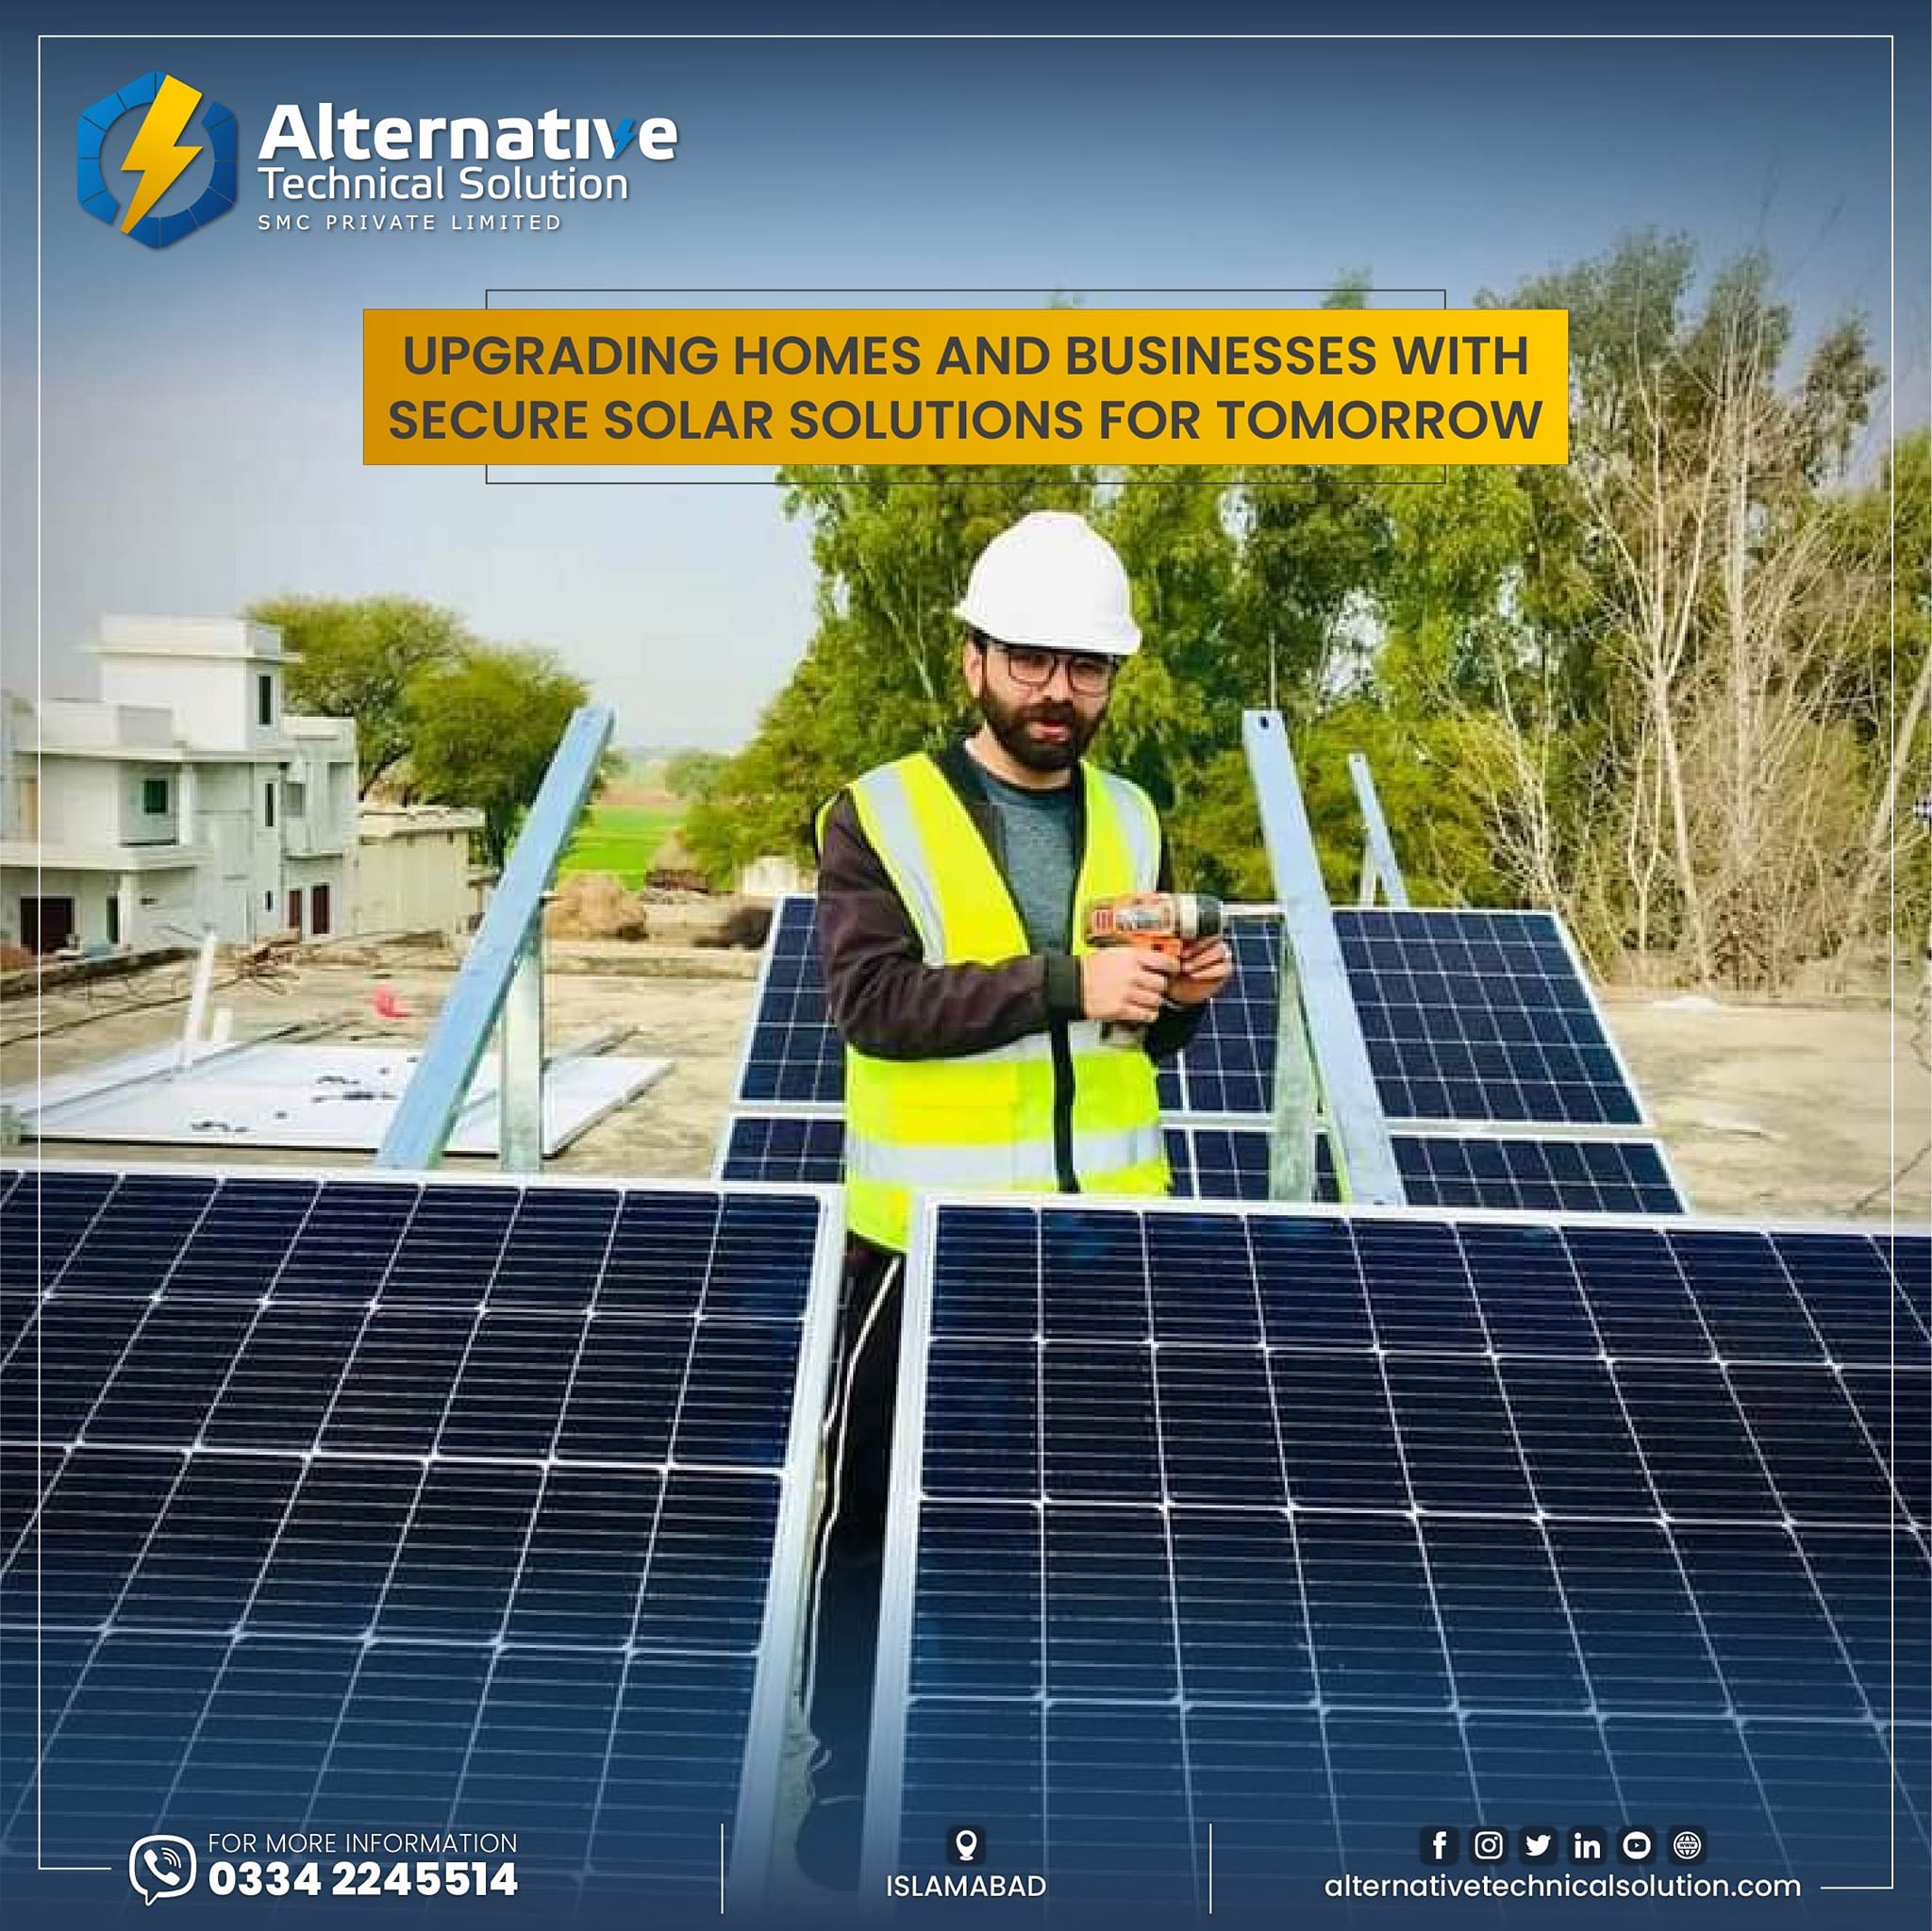 Alternative
Technical Solution
SMC PRIVATE LIMITED
UPGRADING HOMES AND BUSINESSES WITH
SECURE SOLAR SOLUTIONS FOR TOMORROW
FOR MORE INFORMATION
0334 2245514
ISLAMABAD
alternativetechnicalsolution.com